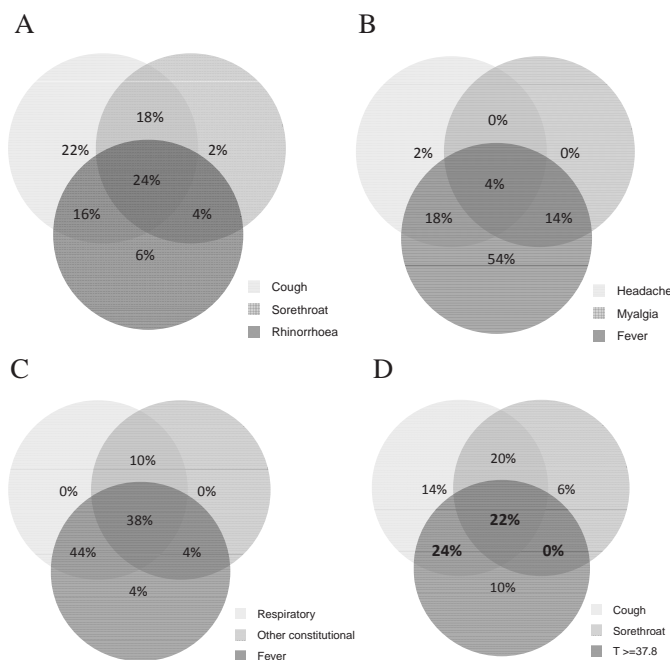 A
18%
22%
2%
24%
16%
4%
6%
Cough
Sorethroat
Rhinorrhoea
B
0%
2%
0%
4%
18%
14%
54%
Headache
Myalgia
Fever
C
10%
0%
0%
38%
44%
4%
4%
Respiratory
Other constitutional
Fever
D
20%
14%
6%
22%
24%
0%
10%
Cough
Sorethroat
T >=37.8